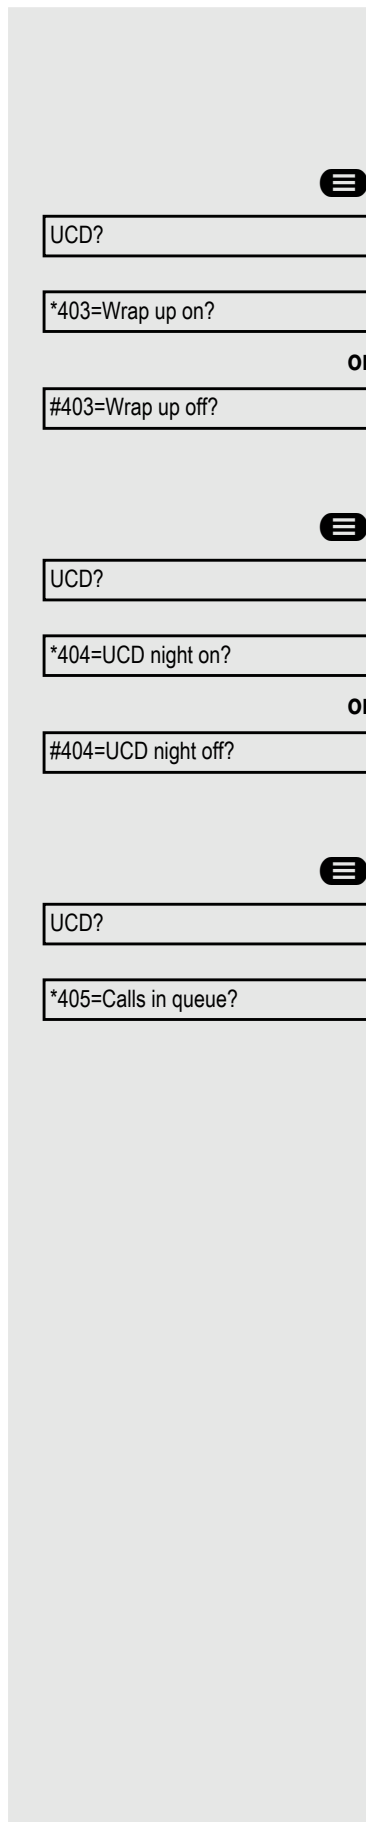 UCD?
*403=Wrap up on?
or
#403=Wrap up off?
UCD?
*404=UCD night on?
or
#404=UCD night off?
UCD?
*405=Calls in queue?